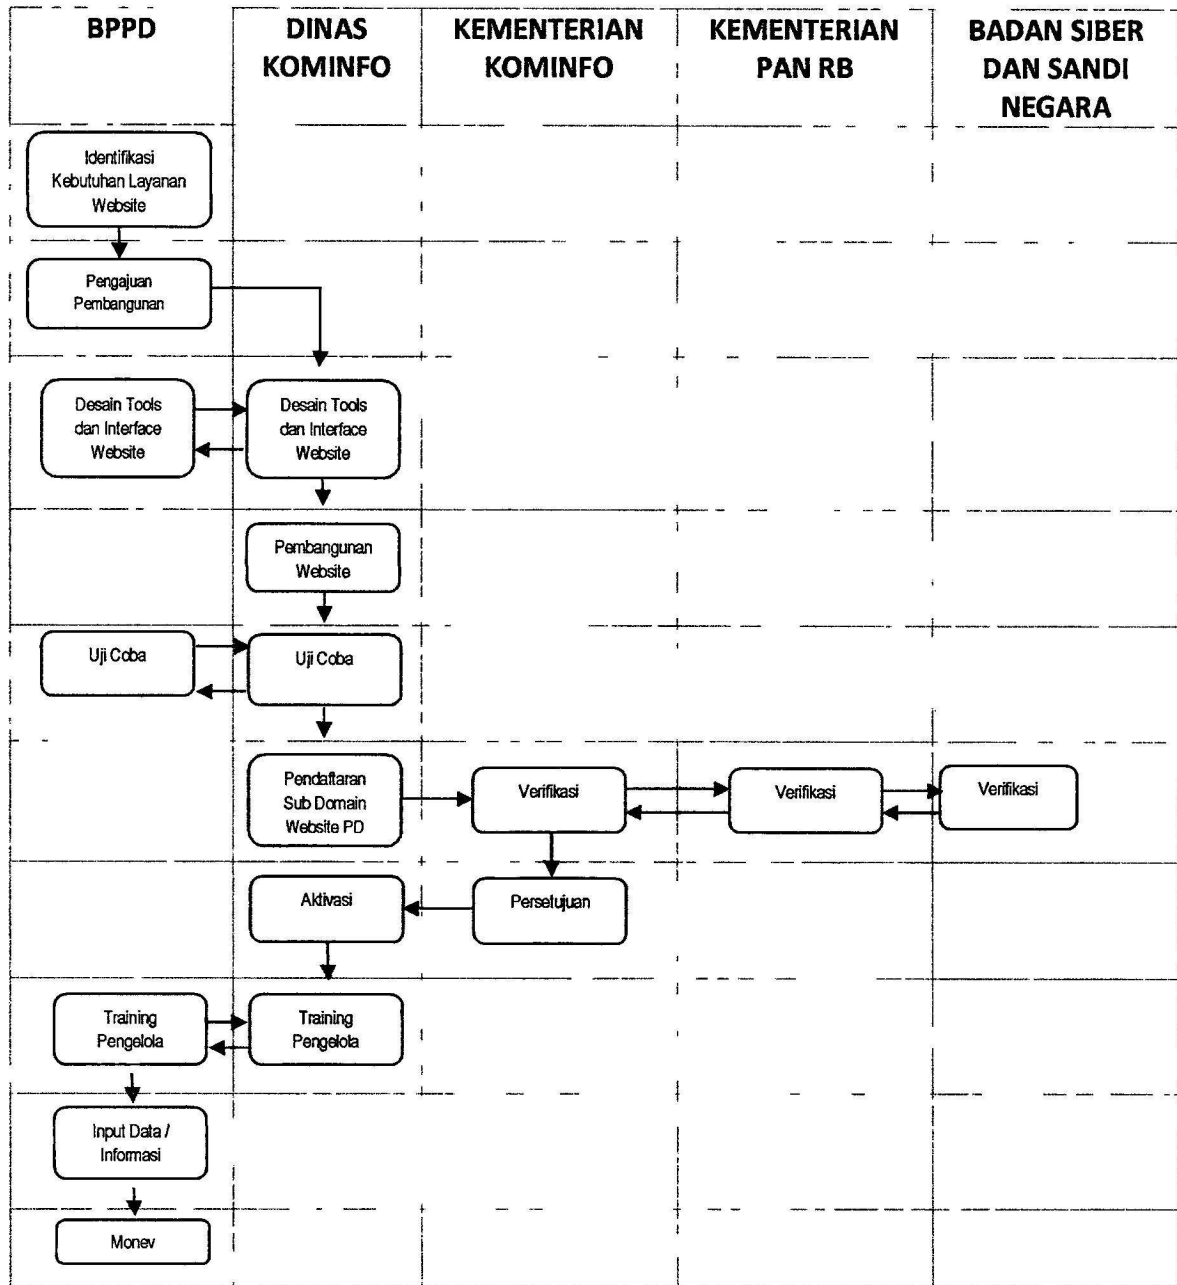 BPPD
DINAS
KOMINFO
KEMENTERIAN
KOMINFO
KEMENTERIAN
PAN RB
BADAN SIBER
DAN SANDI
NEGARA
Identifikasi
Kebutuhan Layanan
Website
Pengajuan
Pembangunan
Desain Tools
dan Interface
Website
Desain Tools
dan Interface
Website
Pembangunan
Website
Uji Coba
Uji Coba
Pendaftaran
Sub Domain
Website PD
Verifikasi
Verifikasi
Verifikasi
Aktivasi
Persetujuan
Training
Pengelola
Training
Pengelola
Input Data /
Informasi
Monev